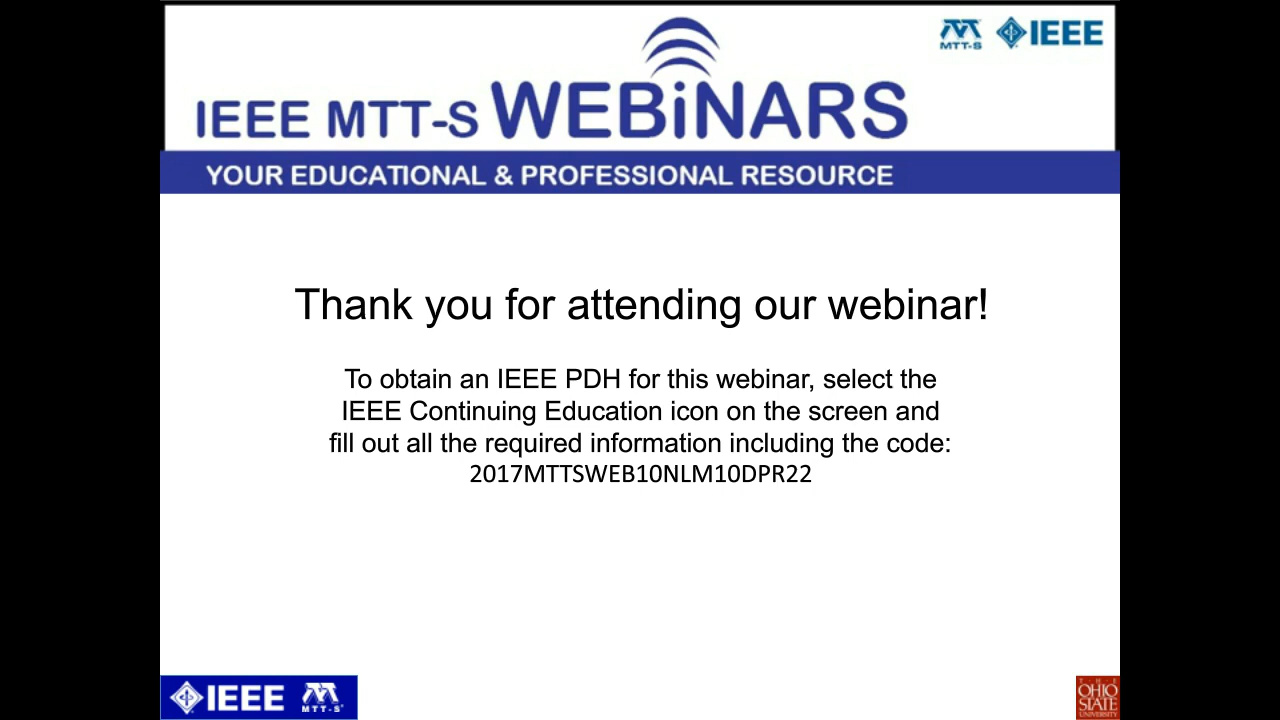 MTT-S IEEE
IEEE MTT-S WEBiNARS
YOUR EDUCATIONAL & PROFESSIONAL RESOURCE
Thank you for attending our webinar!
To obtain an IEEE PDH for this webinar, select the
IEEE Continuing Education icon on the screen and
fill out all the required information including the code:
2017MTTSWEB10NLM10DPR22
IEEE MTT-S
T·H·E
OHIO
STATE
UNIVERSITY